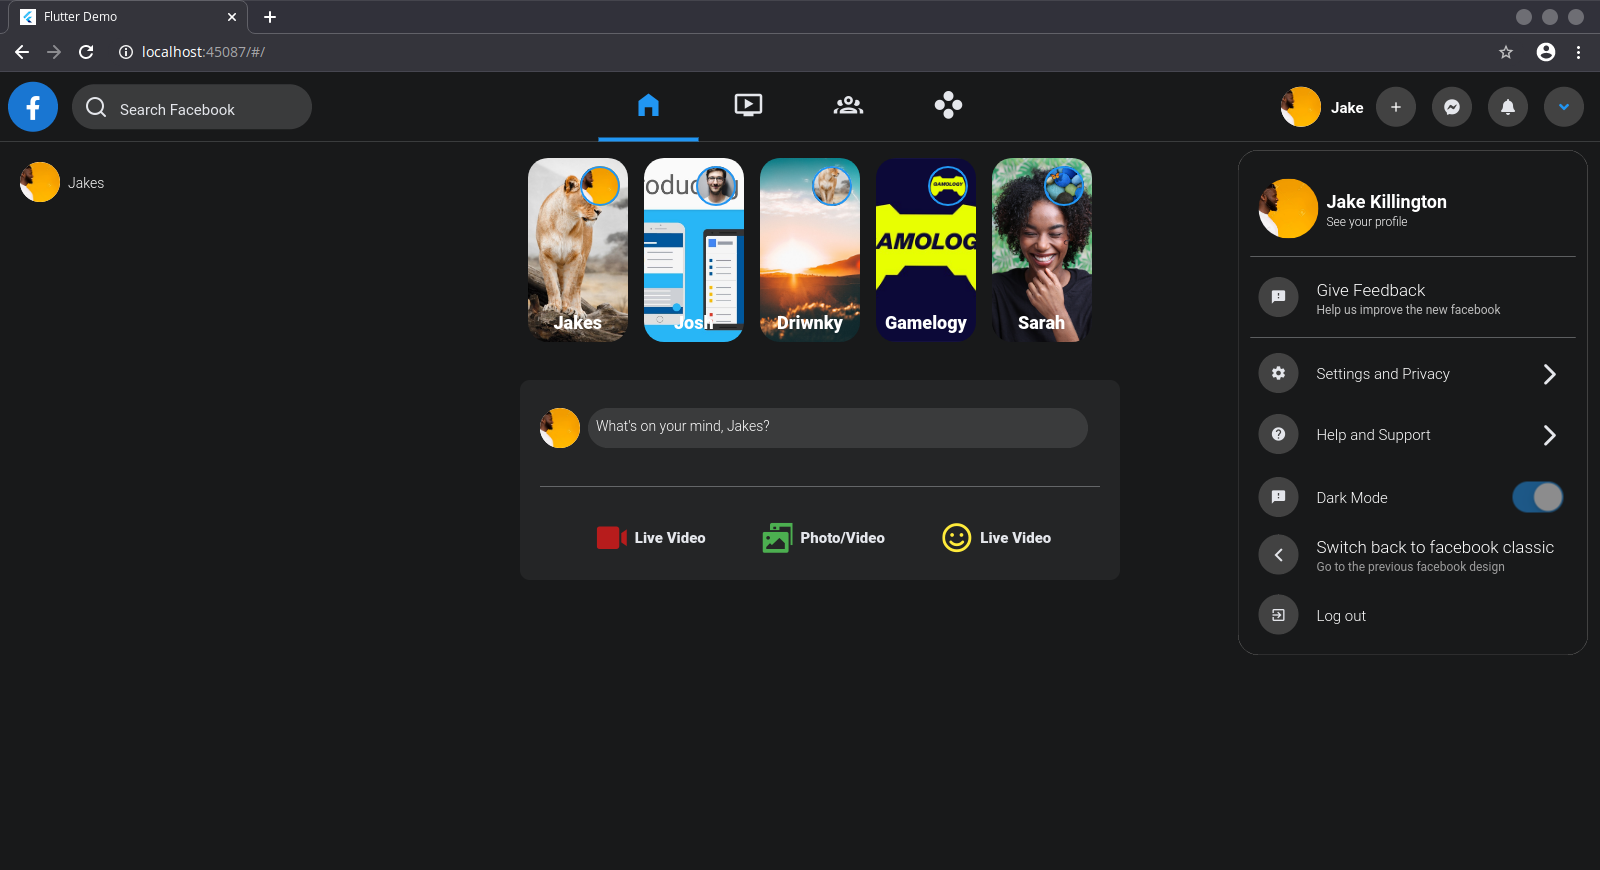 Flutter Demo
localhost:45087/#/
Search Facebook
Jake
Jakes
oduc
GAMOLOGY
AMOLOG
Jakes
Josh
Driwnky
Gamelogy
Sarah
What's on your mind, Jakes?
Live Video
Photo/Video
Live Video
Jake Killington
See your profile
Give Feedback
Help us improve the new facebook
Settings and Privacy
Help and Support
Dark Mode
Switch back to facebook classic
Go to the previous facebook design
Log out